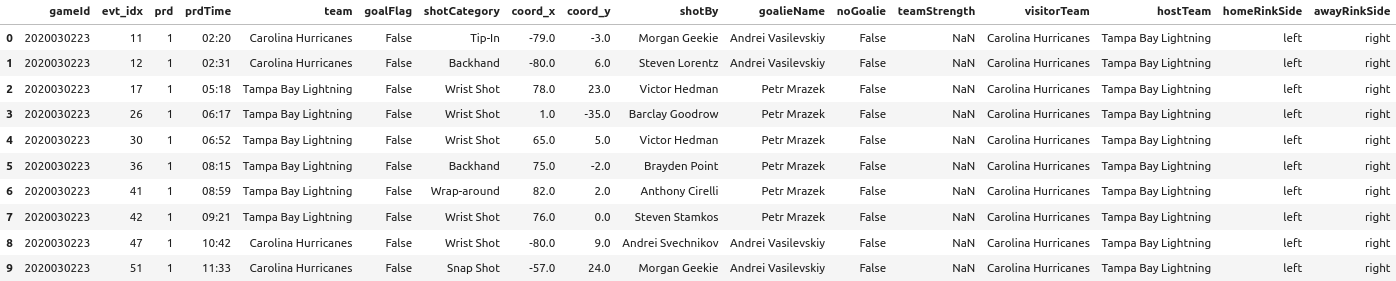 gameId evt_idx prd prdTime team goalFlag shotCategory coord_x coord_y shotBy goalieName noGoalie teamStrength visitorTeam hostTeam homeRinkSide awayRinkSide
0 2020030223 11 1 02:20 Carolina Hurricanes False Tip-In -79.0 -3.0 Morgan Geekie Andrei Vasilevskiy False NaN Carolina Hurricanes Tampa Bay Lightning left right
1 2020030223 12 1 02:31 Carolina Hurricanes False Backhand -80.0 6.0 Steven Lorentz Andrei Vasilevskiy False NaN Carolina Hurricanes Tampa Bay Lightning left right
2 2020030223 17 1 05:18 Tampa Bay Lightning False Wrist Shot 78.0 23.0 Victor Hedman Petr Mrazek False NaN Carolina Hurricanes Tampa Bay Lightning left right
3 2020030223 26 1 06:17 Tampa Bay Lightning False Wrist Shot 1.0 -35.0 Barclay Goodrow Petr Mrazek False NaN Carolina Hurricanes Tampa Bay Lightning left right
4 2020030223 30 1 06:52 Tampa Bay Lightning False Wrist Shot 65.0 5.0 Victor Hedman Petr Mrazek False NaN Carolina Hurricanes Tampa Bay Lightning left right
5 2020030223 36 1 08:15 Tampa Bay Lightning False Backhand 75.0 -2.0 Brayden Point Petr Mrazek False NaN Carolina Hurricanes Tampa Bay Lightning left right
6 2020030223 41 1 08:59 Tampa Bay Lightning False Wrap-around 82.0 2.0 Anthony Cirelli Petr Mrazek False NaN Carolina Hurricanes Tampa Bay Lightning left right
7 2020030223 42 1 09:21 Tampa Bay Lightning False Wrist Shot 76.0 0.0 Steven Stamkos Petr Mrazek False NaN Carolina Hurricanes Tampa Bay Lightning left right
8 2020030223 47 1 10:42 Carolina Hurricanes False Wrist Shot -80.0 9.0 Andrei Svechnikov Andrei Vasilevskiy False NaN Carolina Hurricanes Tampa Bay Lightning left right
9 2020030223 51 1 11:33 Carolina Hurricanes False Snap Shot -57.0 24.0 Morgan Geekie Andrei Vasilevskiy False NaN Carolina Hurricanes Tampa Bay Lightning left right